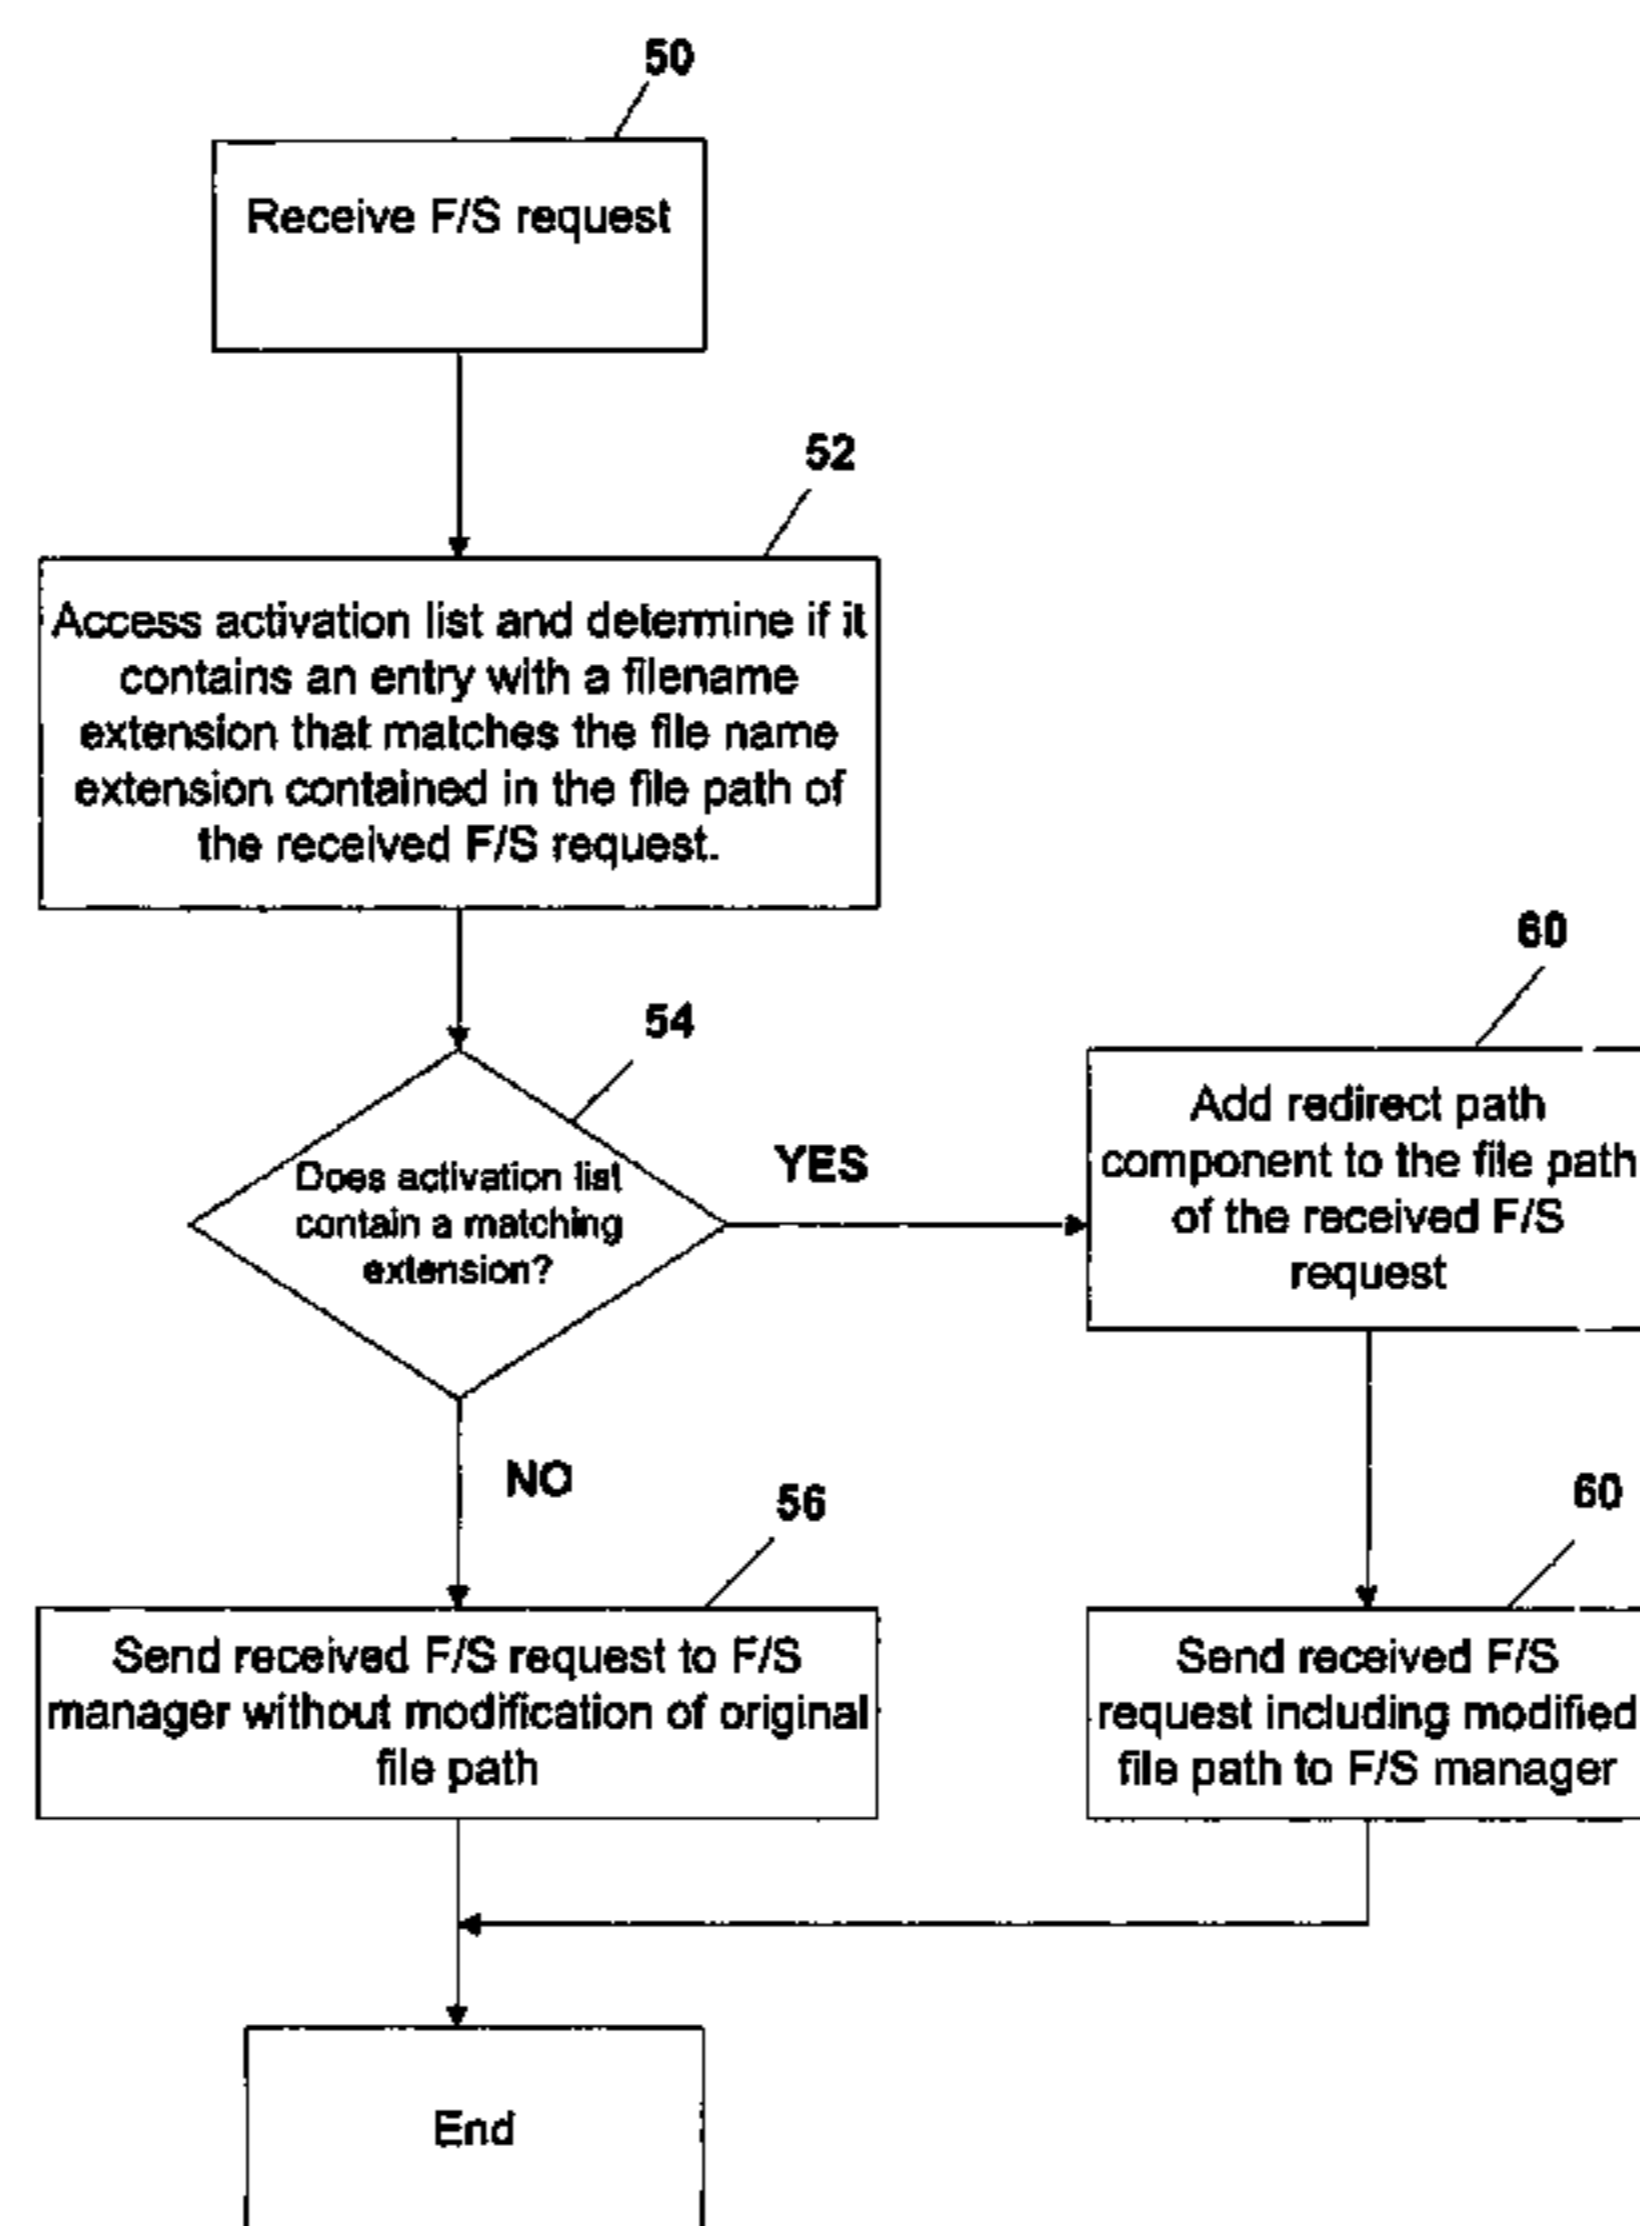 50
Receive F/S request
52
Access activation list and determine if it
contains an entry with a filename
extension that matches the file name
extension contained in the file path of
the received F/S request.
54
Does activation list
contain a matching
extension?
YES
60
Add redirect path
component to the file path
of the received F/S
request
NO
56
Send received F/S request to F/S
manager without modification of original
file path
60
Send received F/S
request including modified
file path to F/S manager
End